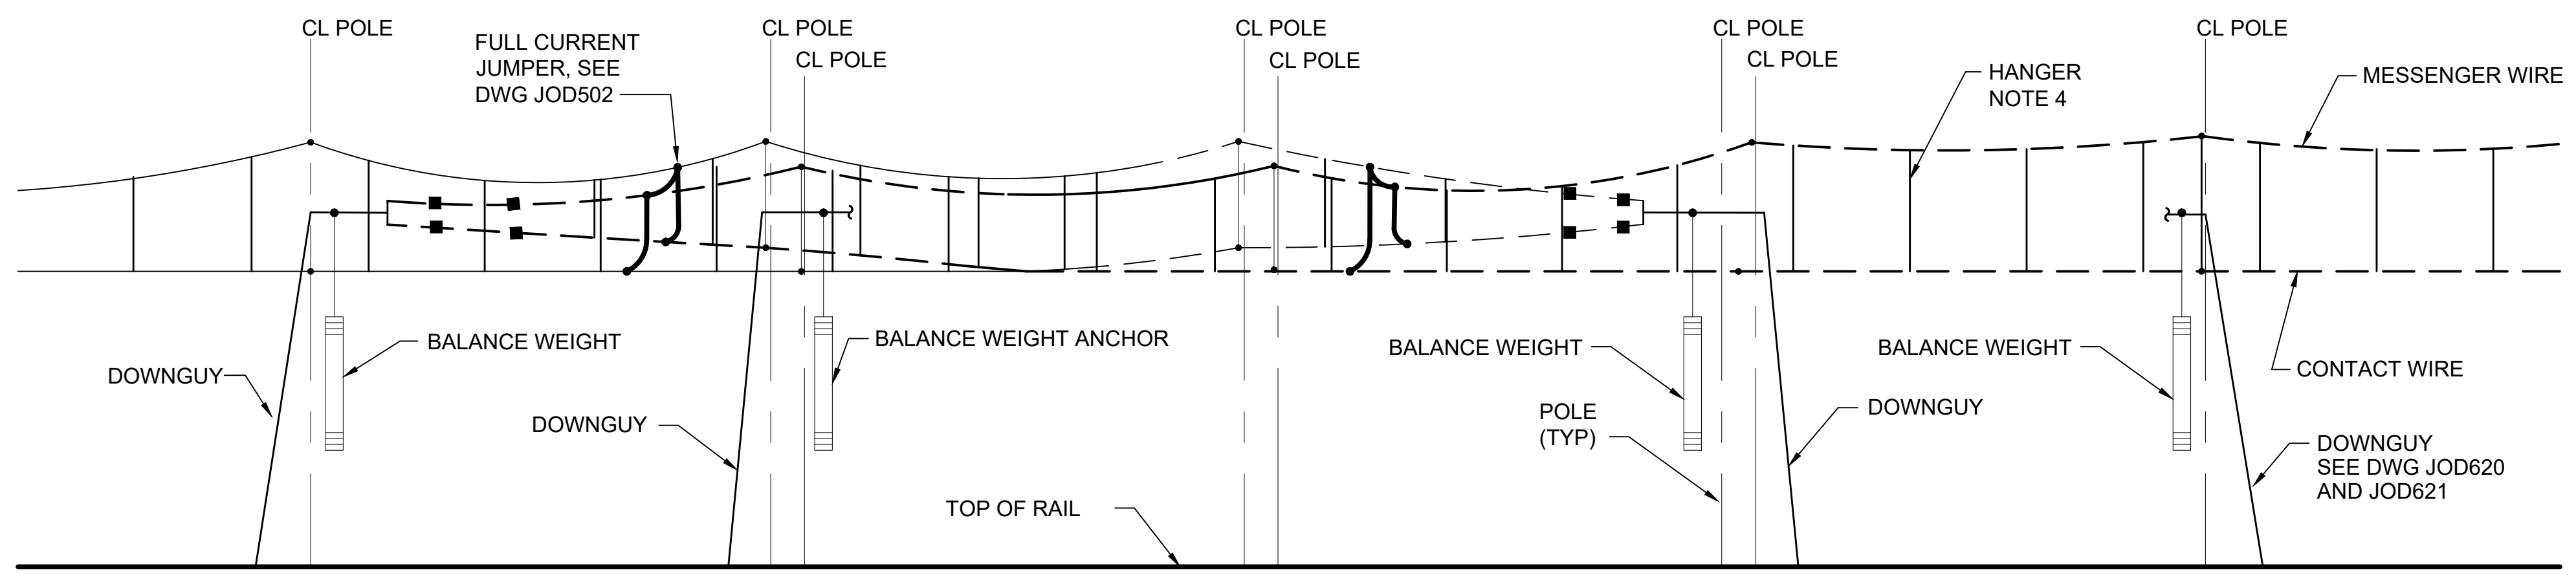 CL POLE
CL POLE
CL POLE
CL POLE
CL POLE
CL POLE
CL POLE
CL POLE
FULL CURRENT
JUMPER, SEE
DWG JOD502
HANGER
NOTE 4
MESSENGER WIRE
BALANCE WEIGHT
BALANCE WEIGHT ANCHOR
BALANCE WEIGHT
BALANCE WEIGHT
CONTACT WIRE
DOWNGUY
DOWNGUY
POLE
(TYP)
DOWNGUY
DOWNGUY
SEE DWG JOD620
AND JOD621
TOP OF RAIL